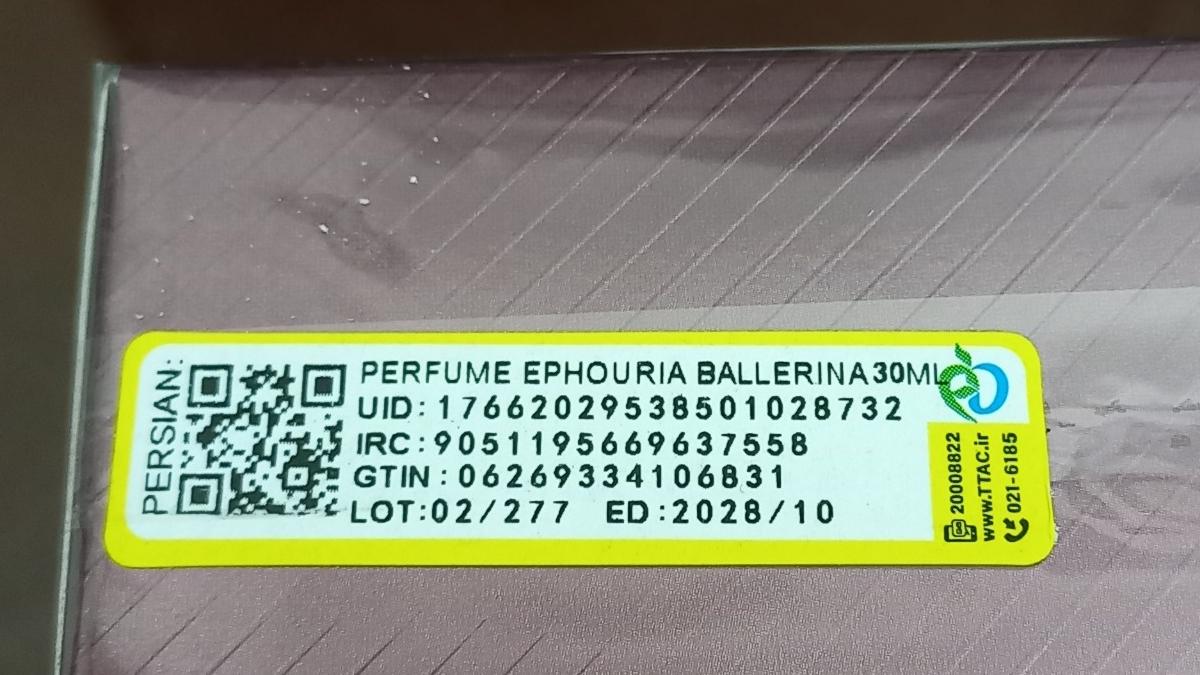 PERSIAN:
PERFUME EPHOURIA BALLERINA30ML
UID:17662029538501028732
IRC:9051195669637558
GTIN:06269334106831
LOT:02/277 ED:2028/10
20008822
www.TTAC.ir
021-6185